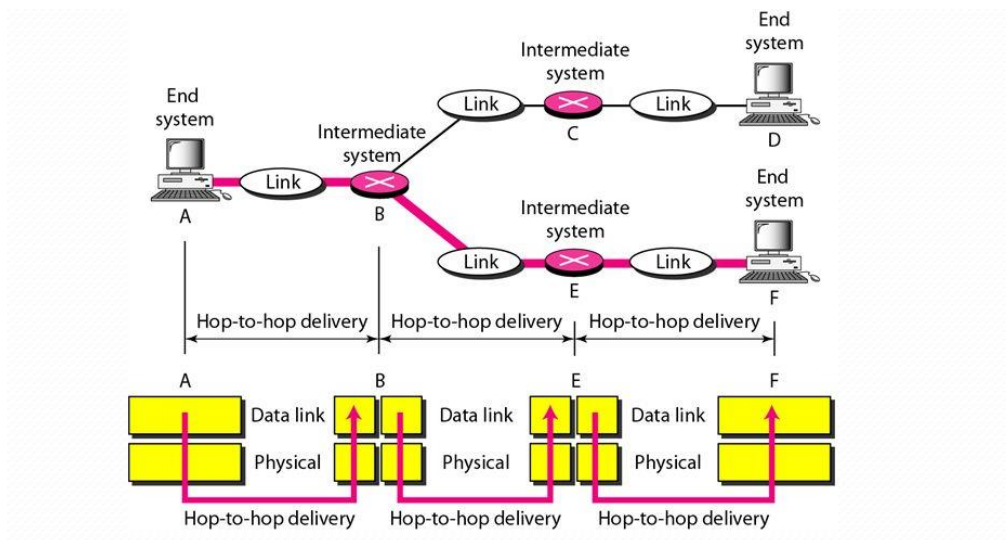 End
system
Intermediate
system
Link
C
Link
D
End
system
A
Link
Intermediate
system
B
End
system
Intermediate
system
Link
E
Link
F
Hop-to-hop delivery
Hop-to-hop delivery
Hop-to-hop delivery
A
B
E
F
Data link
Data link
Data link
Physical
Physical
Physical
Hop-to-hop delivery
Hop-to-hop delivery
Hop-to-hop delivery